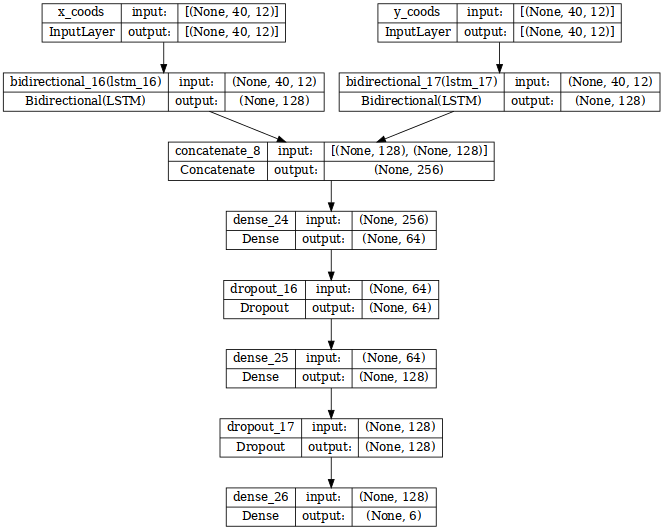 x_coods input: [(None, 40, 12)]
InputLayer output: [(None, 40, 12)]
y_coods input: [(None, 40, 12)]
InputLayer output: [(None, 40, 12)]
bidirectional_16(lstm_16) input: (None, 40, 12)
Bidirectional(LSTM) output: (None, 128)
bidirectional_17(lstm_17) input: (None, 40, 12)
Bidirectional(LSTM) output: (None, 128)
concatenate_8 input: [(None, 128), (None, 128)]
Concatenate output: (None, 256)
dense_24 input: (None, 256)
Dense output: (None, 64)
dropout_16 input: (None, 64)
Dropout output: (None, 64)
dense_25 input: (None, 64)
Dense output: (None, 128)
dropout_17 input: (None, 128)
Dropout output: (None, 128)
dense_26 input: (None, 128)
Dense output: (None, 6)